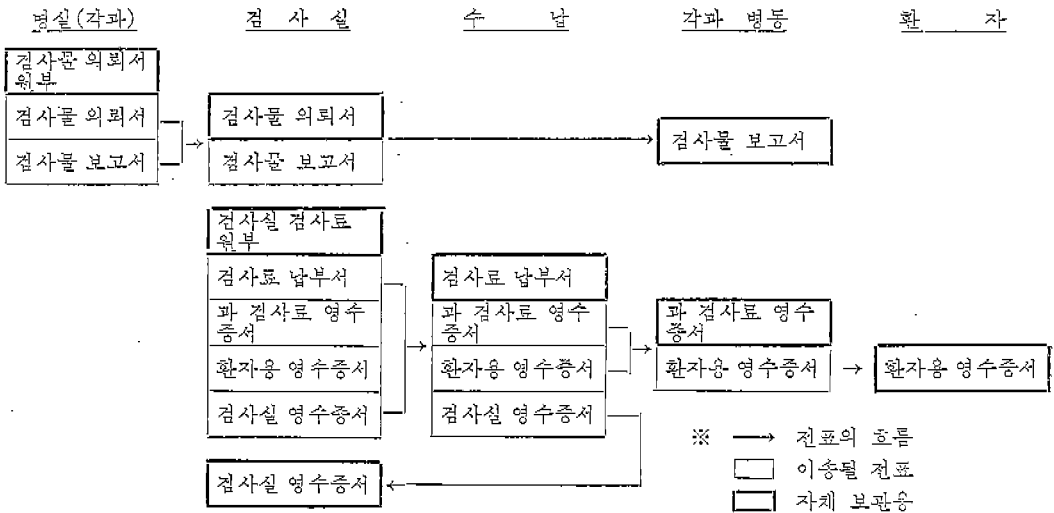 병실(각과) 검 사 실 수 납 각과 병동 환 자
검사물 의뢰서
원부
검사물 의뢰서
검사물 보고서
검사물 의뢰서
검사물 보고서
검사물 보고서
검사실 검사료
원부
검사료 납부서
과 검사료 영수
증서
환자용 영수증서
검사실 영수증서
검사료 납부서
과 검사료 영수
증서
환자용 영수증서
검사실 영수증서
과 검사료 영수
증서
환자용 영수증서
환자용 영수증서
검사실 영수증서
※ → 전표의 흐름
이송될 전표
자체 보관용